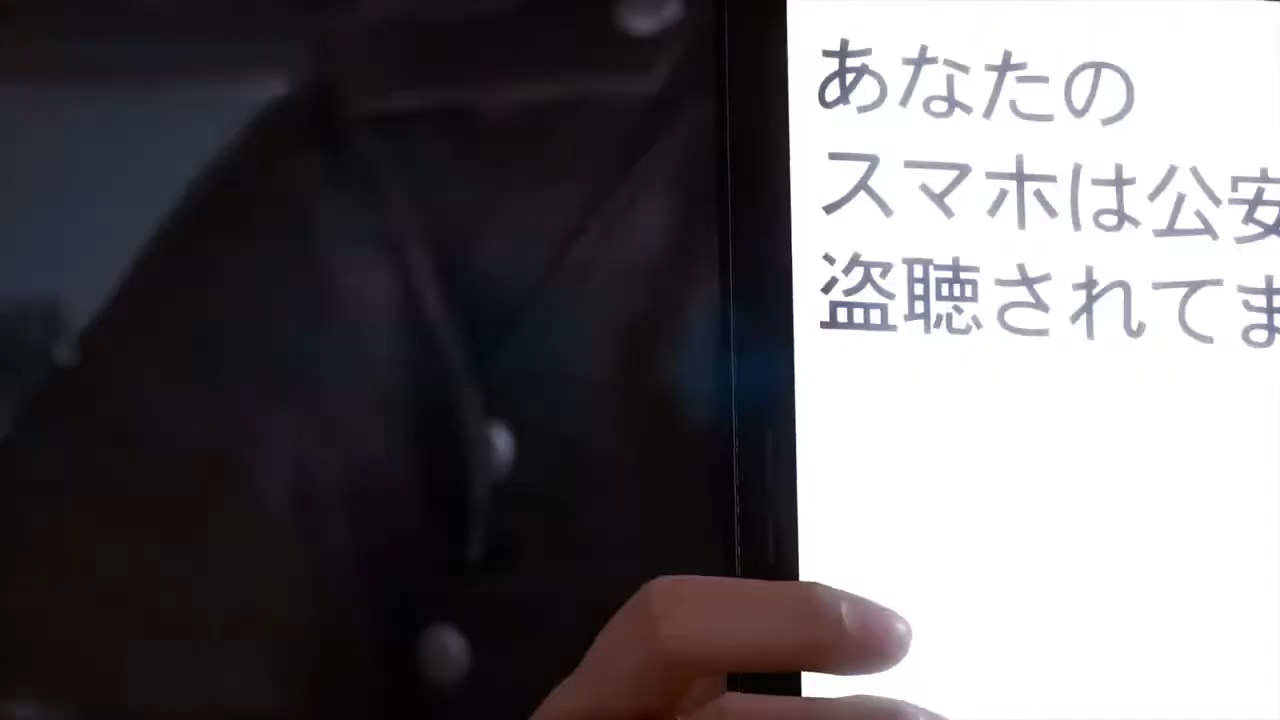 あなたの
スマホは公安
盗聴されてま